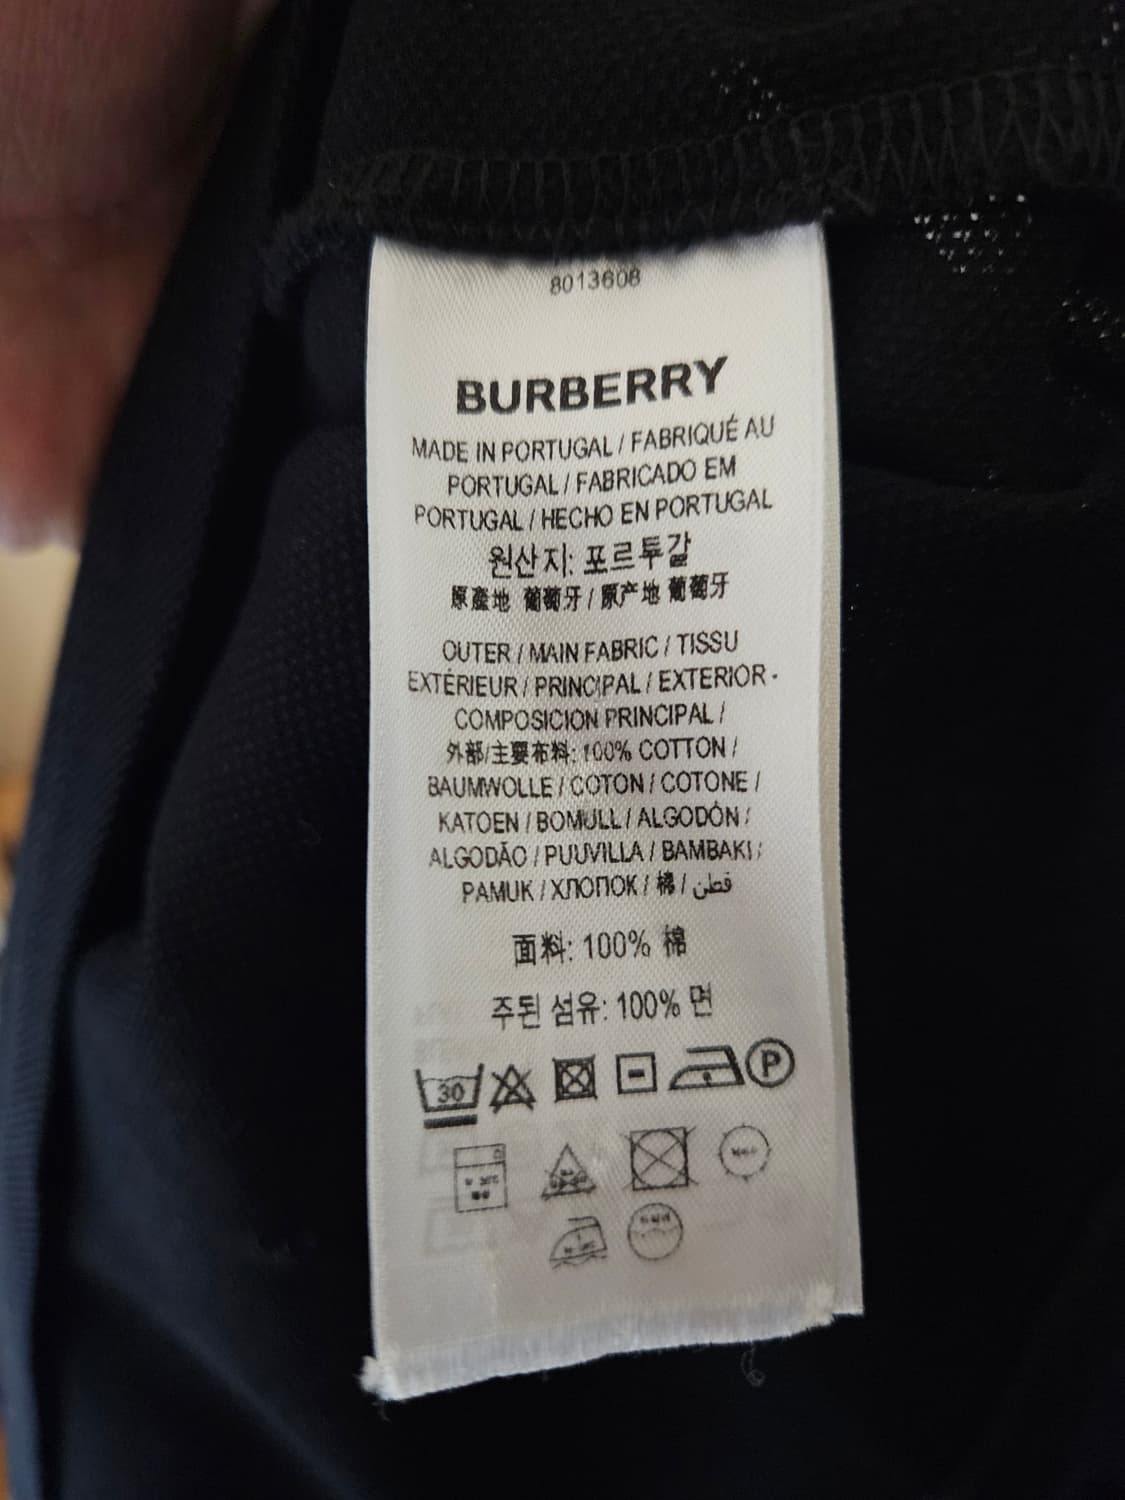 8013608
BURBERRY
MADE IN PORTUGAL / FABRIQUÉ AU
PORTUGAL / FABRICADO EM
PORTUGAL / HECHO EN PORTUGAL
원산지: 포르투갈
原產地 葡萄牙 / 原产地 葡萄牙
OUTER / MAIN FABRIC / TISSU
EXTÉRIEUR / PRINCIPAL / EXTERIOR -
COMPOSICION PRINCIPAL /
外部/主要布料: 100% COTTON /
BAUMWOLLE / COTON / COTONE /
KATOEN / BOMULL / ALGODÓN /
ALGODÃO / PUUVILLA / BAMBAKI /
PAMUK / ХЛОПОК / 棉 / قطن
面料: 100% 棉
주된 섬유: 100% 면
30 P